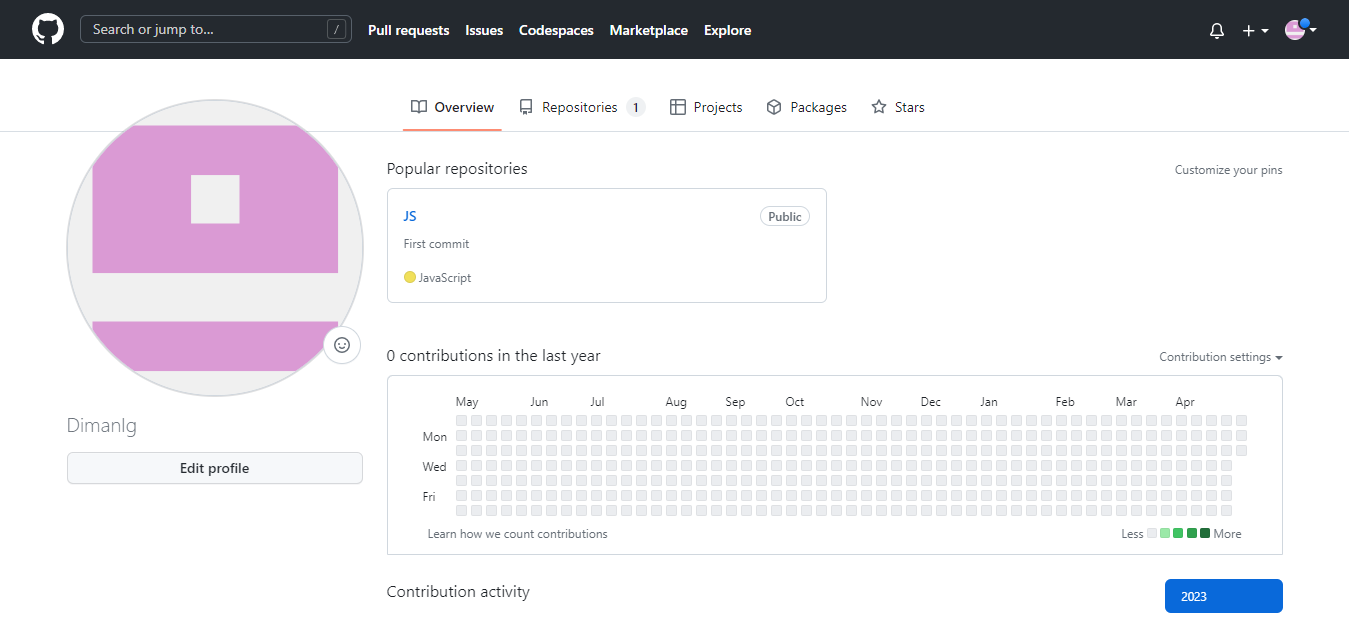 Search or jump to... / Pull requests Issues Codespaces Marketplace Explore
Overview Repositories 1 Projects Packages Stars
Popular repositories Customize your pins
JS Public
First commit
JavaScript
0 contributions in the last year Contribution settings
May Jun Jul Aug Sep Oct Nov Dec Jan Feb Mar Apr
Mon
Wed
Fri
Learn how we count contributions Less More
Dimanlg
Edit profile
Contribution activity 2023